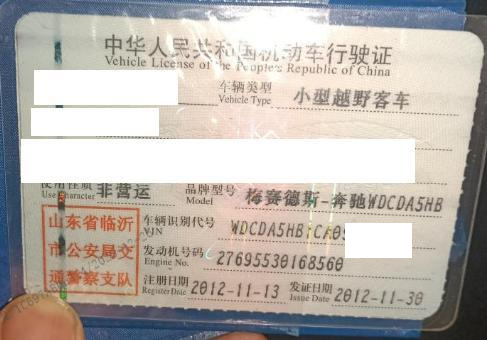 中华人民共和国机动车行驶证
Vehicle License of the People's Republic of China
车辆类型 小型越野客车
Vehicle Type
使用性质 非营运 品牌型号 梅赛德斯-奔驰WDCDA5HB
Use Character Model
山东省临沂 车辆识别代号 WDCDA5HB1CA0
市公安局交 VIN
通警察支队 发动机号码 27695530168560
Engine No.
注册日期 2012-11-13 发证日期 2012-11-30
Register Date Issue Date